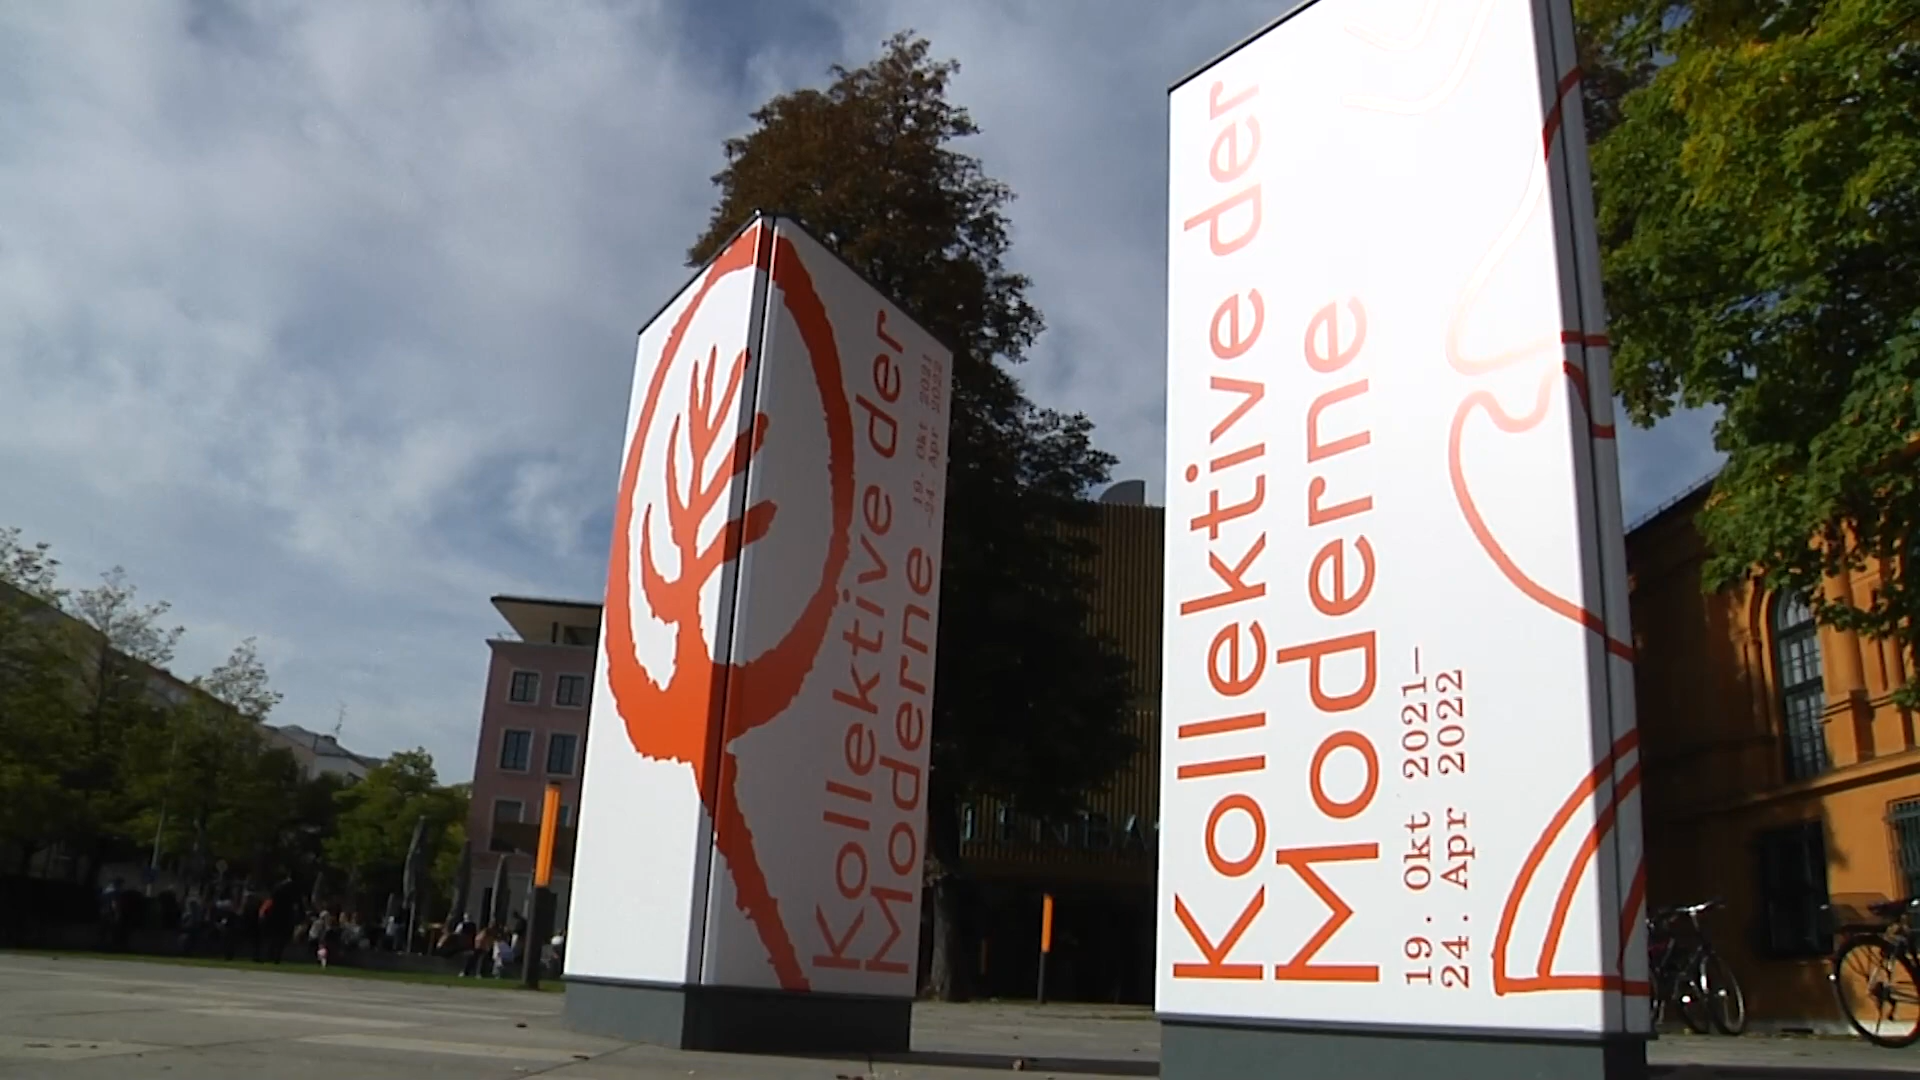 Kollektive der
Moderne
19. Okt 2021
–24. Apr 2022
Kollektive der
Moderne
19. Okt 2021–
24. Apr 2022